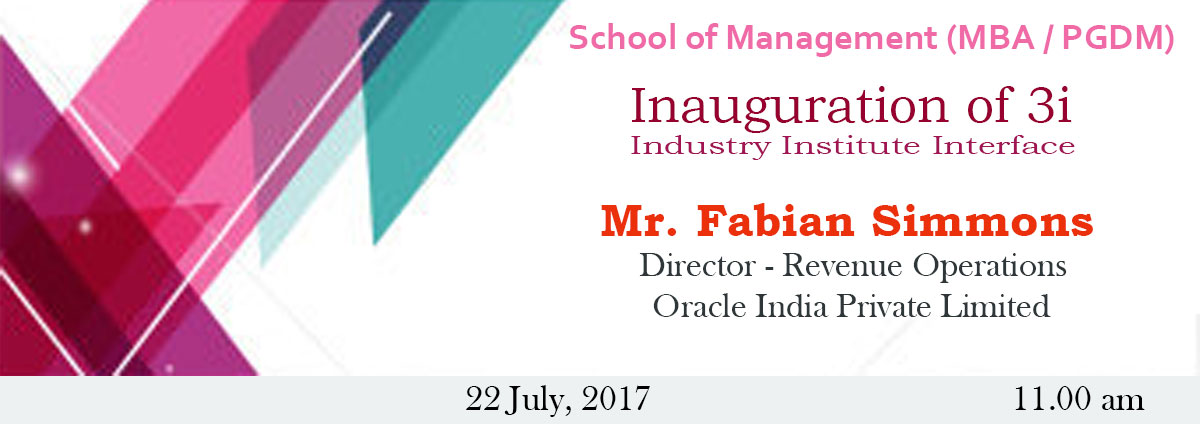 School of Management (MBA / PGDM)
Inauguration of 3i
Industry Institute Interface
Mr. Fabian Simmons
Director - Revenue Operations
Oracle India Private Limited
22 July, 2017 11.00 am